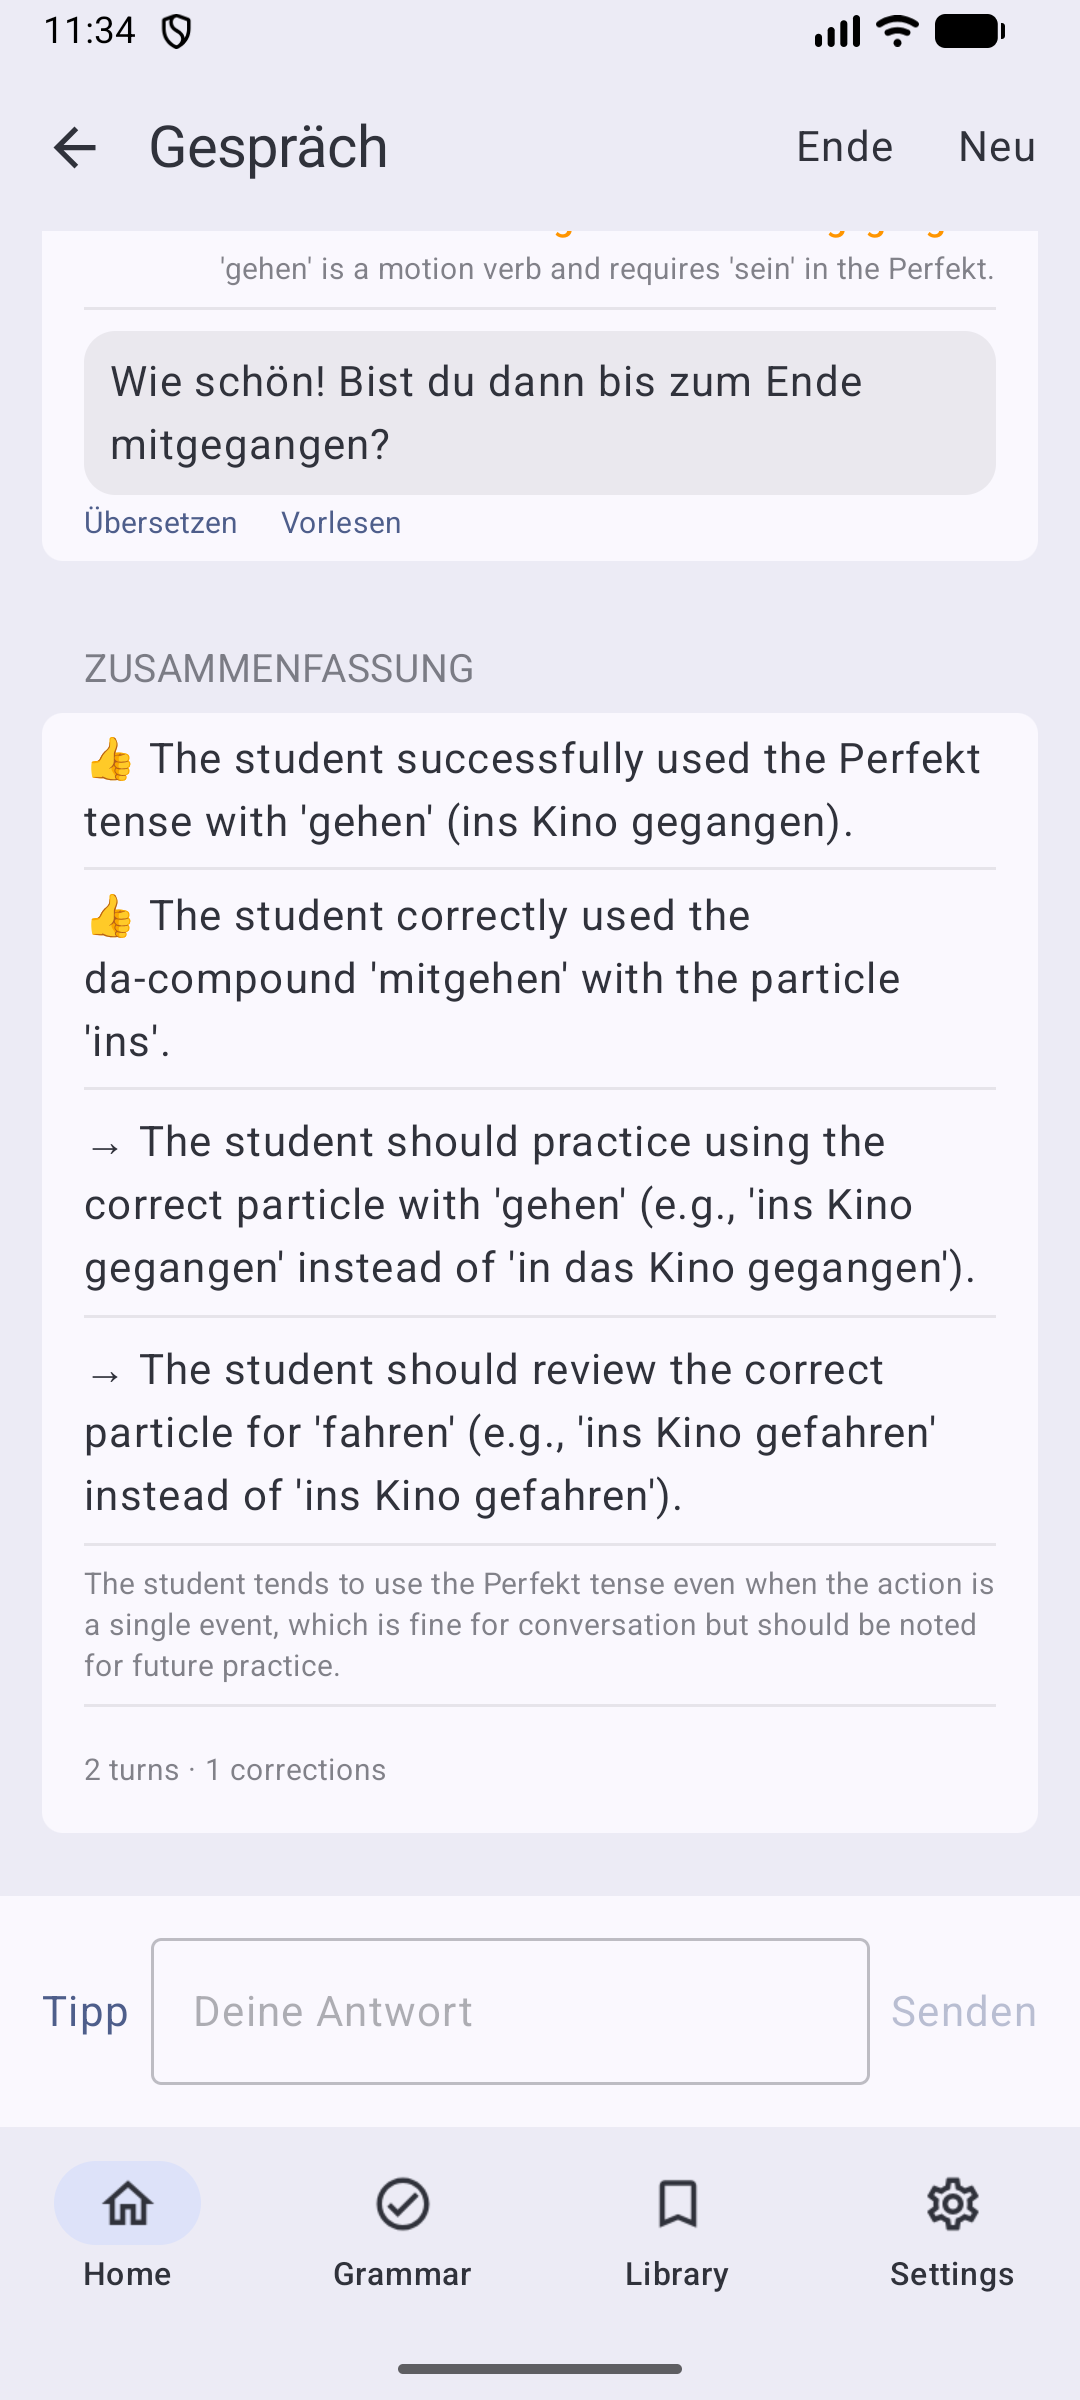 11:34
Gespräch
Ende
Neu
'gehen' is a motion verb and requires 'sein' in the Perfekt.
Wie schön! Bist du dann bis zum Ende
mitgegangen?
Übersetzen
Vorlesen
ZUSAMMENFASSUNG
👍 The student successfully used the Perfekt
tense with 'gehen' (ins Kino gegangen).
👍 The student correctly used the
da-compound 'mitgehen' with the particle
'ins'.
→ The student should practice using the
correct particle with 'gehen' (e.g., 'ins Kino
gegangen' instead of 'in das Kino gegangen').
→ The student should review the correct
particle for 'fahren' (e.g., 'ins Kino gefahren'
instead of 'ins Kino gefahren').
The student tends to use the Perfekt tense even when the action is
a single event, which is fine for conversation but should be noted
for future practice.
2 turns · 1 corrections
Tipp
Deine Antwort
Senden
Home
Grammar
Library
Settings